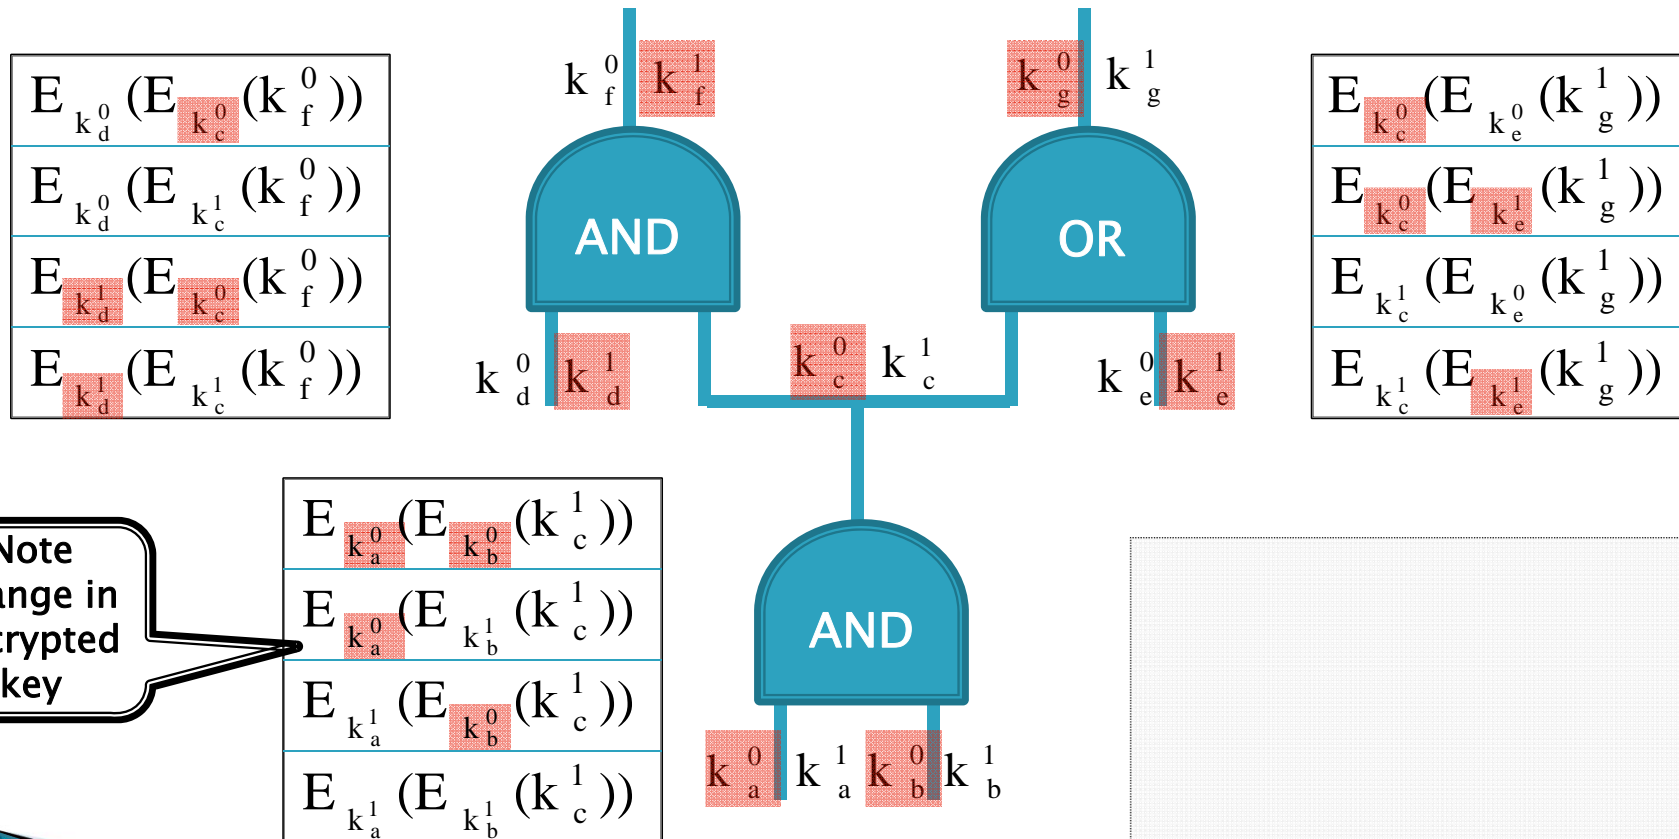 E k_d^0 (E k_c^0 (k_f^0))
E k_d^0 (E k_c^1 (k_f^0))
E k_d^1 (E k_c^0 (k_f^0))
E k_d^1 (E k_c^1 (k_f^0))
k_f^0 k_f^1
AND
k_d^0 k_d^1
k_g^0 k_g^1
OR
k_c^0 k_c^1
k_e^0 k_e^1
E k_c^0 (E k_e^0 (k_g^1))
E k_c^0 (E k_e^1 (k_g^1))
E k_c^1 (E k_e^0 (k_g^1))
E k_c^1 (E k_e^1 (k_g^1))
Note
ange in
crypted
key
E k_a^0 (E k_b^0 (k_c^1))
E k_a^0 (E k_b^1 (k_c^1))
E k_a^1 (E k_b^0 (k_c^1))
E k_a^1 (E k_b^1 (k_c^1))
AND
k_a^0 k_a^1 k_b^0 k_b^1